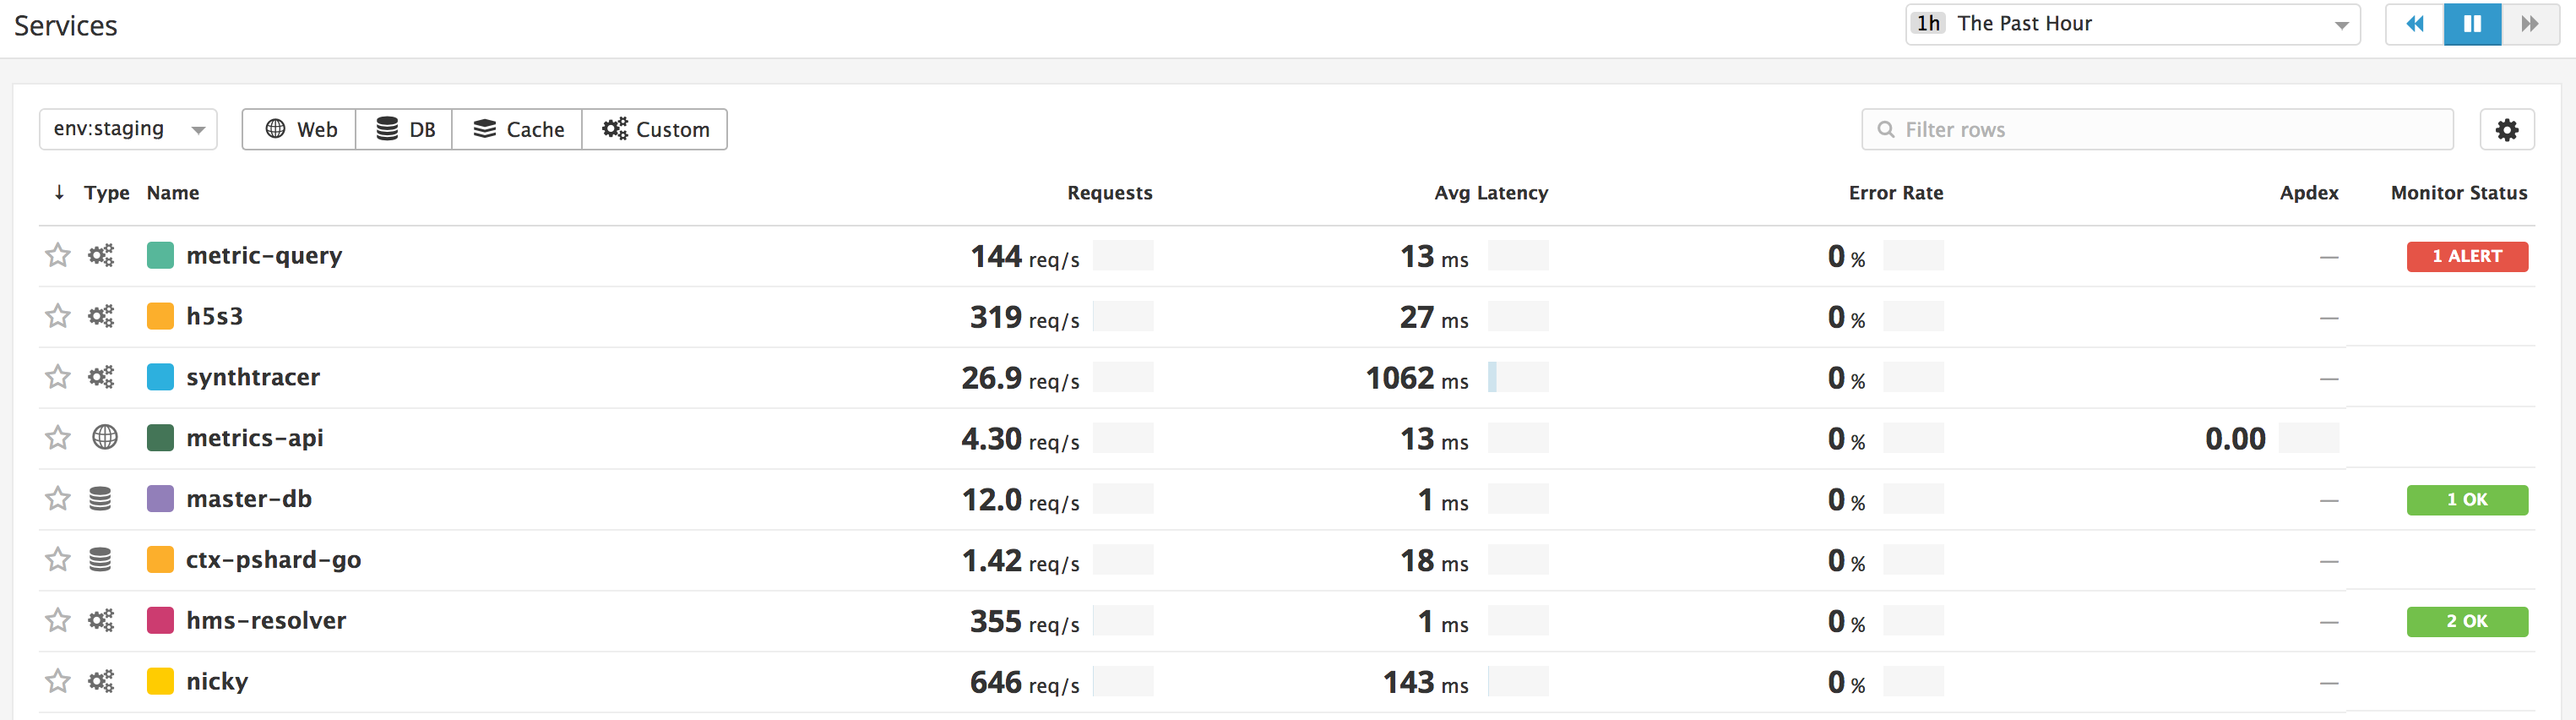 Services
1h The Past Hour
env:staging Web DB Cache Custom Filter rows
↓ Type Name Requests Avg Latency Error Rate Apdex Monitor Status
metric-query 144 req/s 13 ms 0 % — 1 ALERT
h5s3 319 req/s 27 ms 0 % —
synthtracer 26.9 req/s 1062 ms 0 % —
metrics-api 4.30 req/s 13 ms 0 % 0.00
master-db 12.0 req/s 1 ms 0 % — 1 OK
ctx-pshard-go 1.42 req/s 18 ms 0 % —
hms-resolver 355 req/s 1 ms 0 % — 2 OK
nicky 646 req/s 143 ms 0 % —